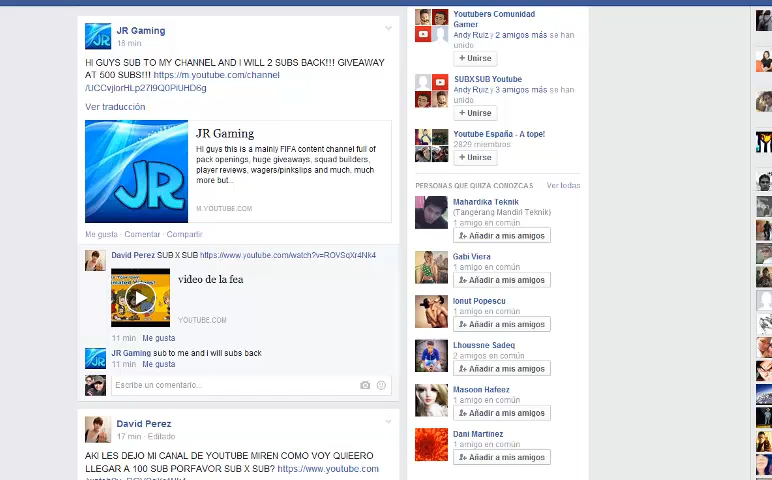 JR Gaming
16 min
HI GUYS SUB TO MY CHANNEL AND I WILL 2 SUBS BACK!!! GIVEAWAY
AT 500 SUBS!!! https://m.youtube.com/channel
Ver traducción
JR Gaming
Hi guys this is a mainly FIFA content channel full of
pack openings, huge giveaways, squad builders,
player reviews, wagers/pinkslips and much, much
more but...
M.YOUTUBE.COM
JR
Me gusta · Comentar · Compartir
David Perez SUB X SUB https://www.youtube.com/watch?v=ROVSqXr4Nk4
video de la fea
YOUTUBE.COM
11 min Me gusta
JR Gaming sub to me and i will subs back
11 min Me gusta
Escribe un comentario...
David Perez
17 min · Editado
AKI LES DEJO MI CANAL DE YOUTUBE MIREN COMO VOY QUIEERO
LLEGAR A 100 SUB PORFAVOR SUB X SUB? https://www.youtube.com
Youtubers Comunidad
Gamer
Andy Ruiz y 2 amigos más se han
unido
+ Unirse
SUBXSUB Youtube
Andy Ruiz y 3 amigos más se han
unido
+ Unirse
Youtube España - A tope!
2829 miembros
+ Unirse
PERSONAS QUE QUIZÁ CONOZCAS Ver todas
Mahardika Teknik
(Tangerang Mandiri Teknik)
1 amigo en común
Añadir a mis amigos
Gabi Viera
1 amigo en común
Añadir a mis amigos
Ionut Popescu
1 amigo en común
Añadir a mis amigos
Lhoussne Sadeq
2 amigos en común
Añadir a mis amigos
Masoon Hafeez
1 amigo en común
Añadir a mis amigos
Dani Martinez
1 amigo en común
Añadir a mis amigos